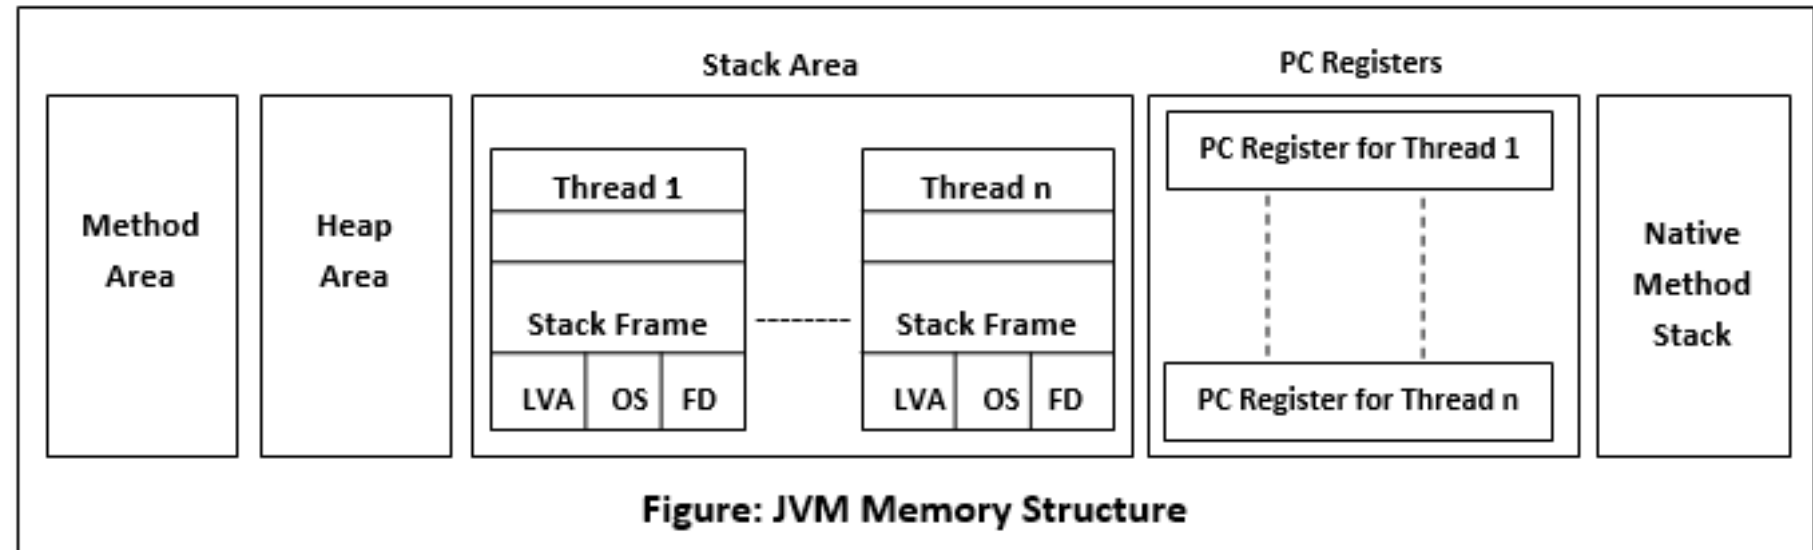 Stack Area
PC Registers
Method
Area
Heap
Area
Thread 1
Stack Frame
LVA
OS
FD
Thread n
Stack Frame
LVA
OS
FD
PC Register for Thread 1
PC Register for Thread n
Native
Method
Stack
Figure: JVM Memory Structure